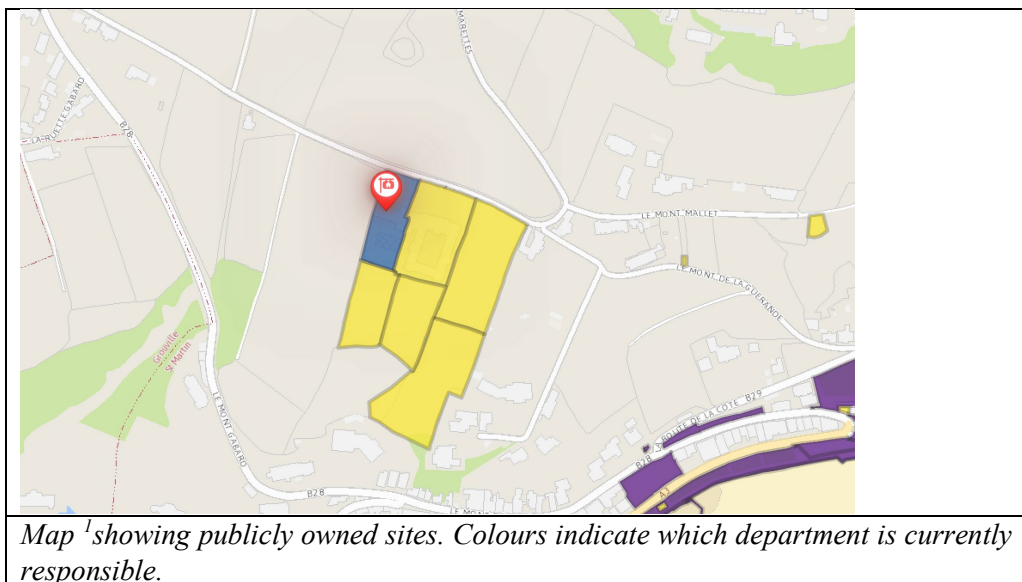 MARETTES
B28
LA RUETTE GABARD
LE MONT MALLET
LE MONT DE LA GUERANDE
Grouville
St Martin
LE MONT GABARD
LA ROUTE DE LA COTE B29
B28
A3
B28
Map 1showing publicly owned sites. Colours indicate which department is currently
responsible.